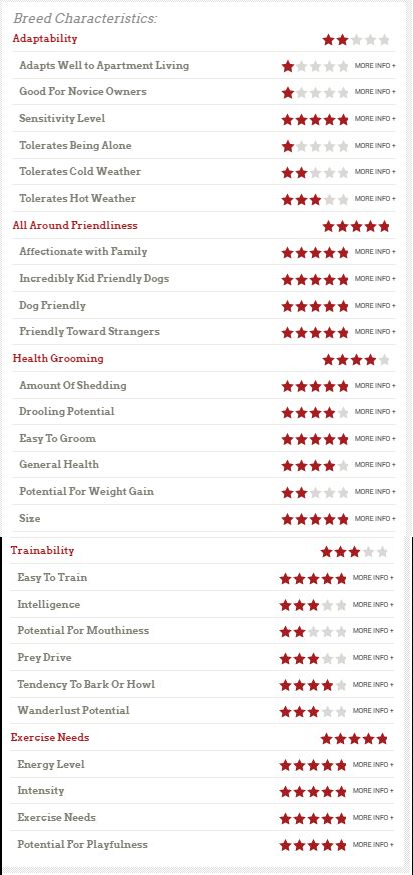 Breed Characteristics:
Adaptability
Adapts Well to Apartment Living MORE INFO +
Good For Novice Owners MORE INFO +
Sensitivity Level MORE INFO +
Tolerates Being Alone MORE INFO +
Tolerates Cold Weather MORE INFO +
Tolerates Hot Weather MORE INFO +
All Around Friendliness
Affectionate with Family MORE INFO +
Incredibly Kid Friendly Dogs MORE INFO +
Dog Friendly MORE INFO +
Friendly Toward Strangers MORE INFO +
Health Grooming
Amount Of Shedding MORE INFO +
Drooling Potential MORE INFO +
Easy To Groom MORE INFO +
General Health MORE INFO +
Potential For Weight Gain MORE INFO +
Size MORE INFO +
Trainability
Easy To Train MORE INFO +
Intelligence MORE INFO +
Potential For Mouthiness MORE INFO +
Prey Drive MORE INFO +
Tendency To Bark Or Howl MORE INFO +
Wanderlust Potential MORE INFO +
Exercise Needs
Energy Level MORE INFO +
Intensity MORE INFO +
Exercise Needs MORE INFO +
Potential For Playfulness MORE INFO +